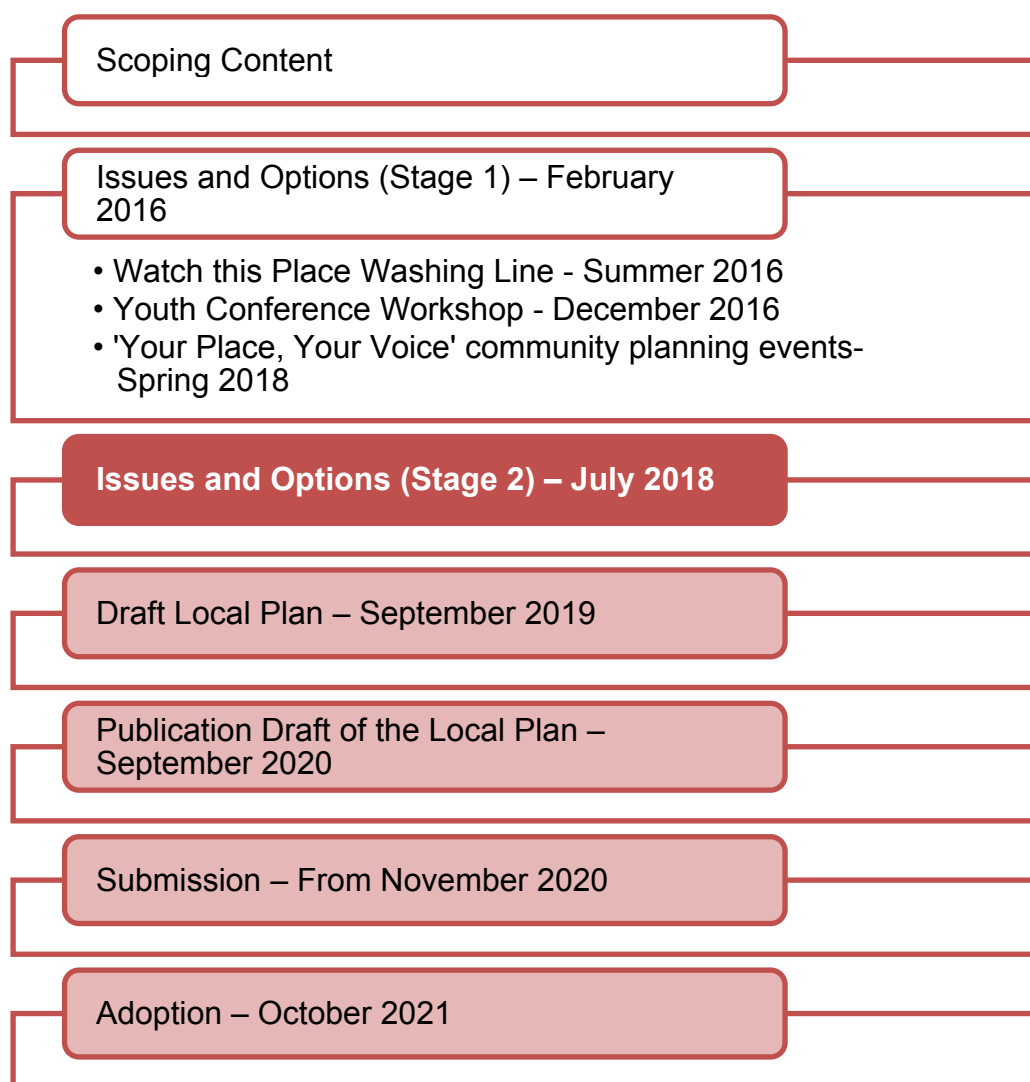 Scoping Content
Issues and Options (Stage 1) – February
2016
• Watch this Place Washing Line - Summer 2016
• Youth Conference Workshop - December 2016
• 'Your Place, Your Voice' community planning events-
Spring 2018
Issues and Options (Stage 2) – July 2018
Draft Local Plan – September 2019
Publication Draft of the Local Plan –
September 2020
Submission – From November 2020
Adoption – October 2021